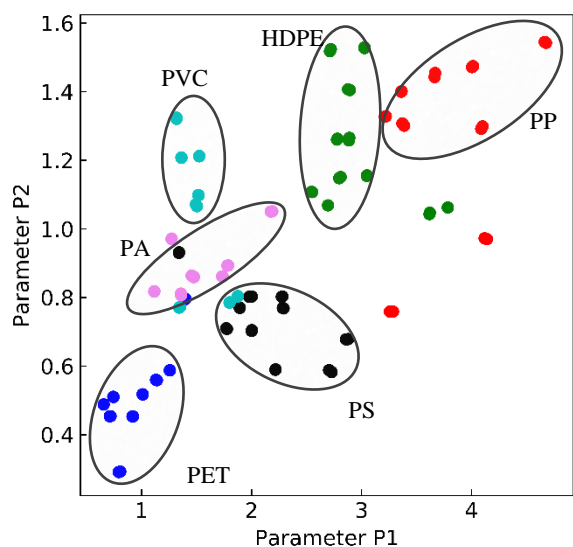 1.6
1.4
1.2
1.0
0.8
0.6
0.4
Parameter P2
HDPE
PVC
PP
PA
PS
PET
1
2
3
4
Parameter P1